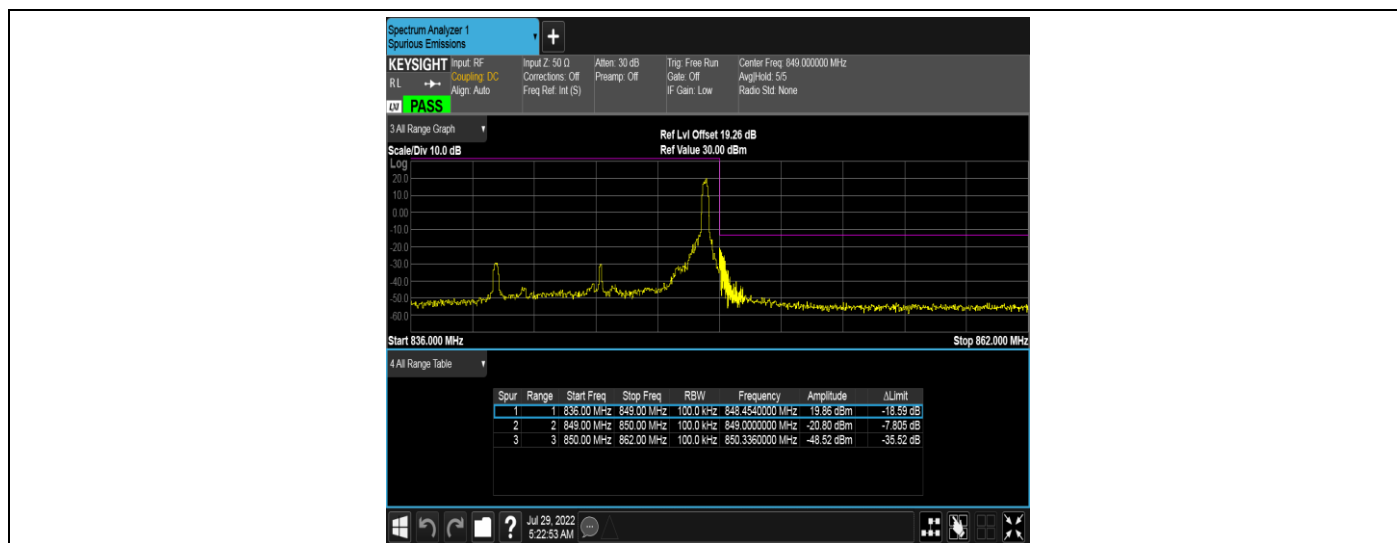 Spectrum Analyzer 1
Spurious Emissions
+
KEYSIGHT Input: RF Input Z: 50 Ω Atten: 30 dB Trig: Free Run Center Freq: 849.000000 MHz
RL Coupling: DC Corrections: Off Preamp: Off Gate: Off Avg|Hold: 5/5
Align: Auto Freq Ref: Int (S) IF Gain: Low Radio Std: None
LXI PASS
3 All Range Graph
Ref Lvl Offset 19.26 dB
Scale/Div 10.0 dB Ref Value 30.00 dBm
Log
20.0
10.0
0.00
-10.0
-20.0
-30.0
-40.0
-50.0
-60.0
Start 836.000 MHz Stop 862.000 MHz
4 All Range Table
Spur Range Start Freq Stop Freq RBW Frequency Amplitude ΔLimit
1 1 836.00 MHz 849.00 MHz 100.0 kHz 848.4540000 MHz 19.86 dBm -18.59 dB
2 2 849.00 MHz 850.00 MHz 100.0 kHz 849.0000000 MHz -20.80 dBm -7.805 dB
3 3 850.00 MHz 862.00 MHz 100.0 kHz 850.3360000 MHz -48.52 dBm -35.52 dB
? Jul 29, 2022
5:22:53 AM